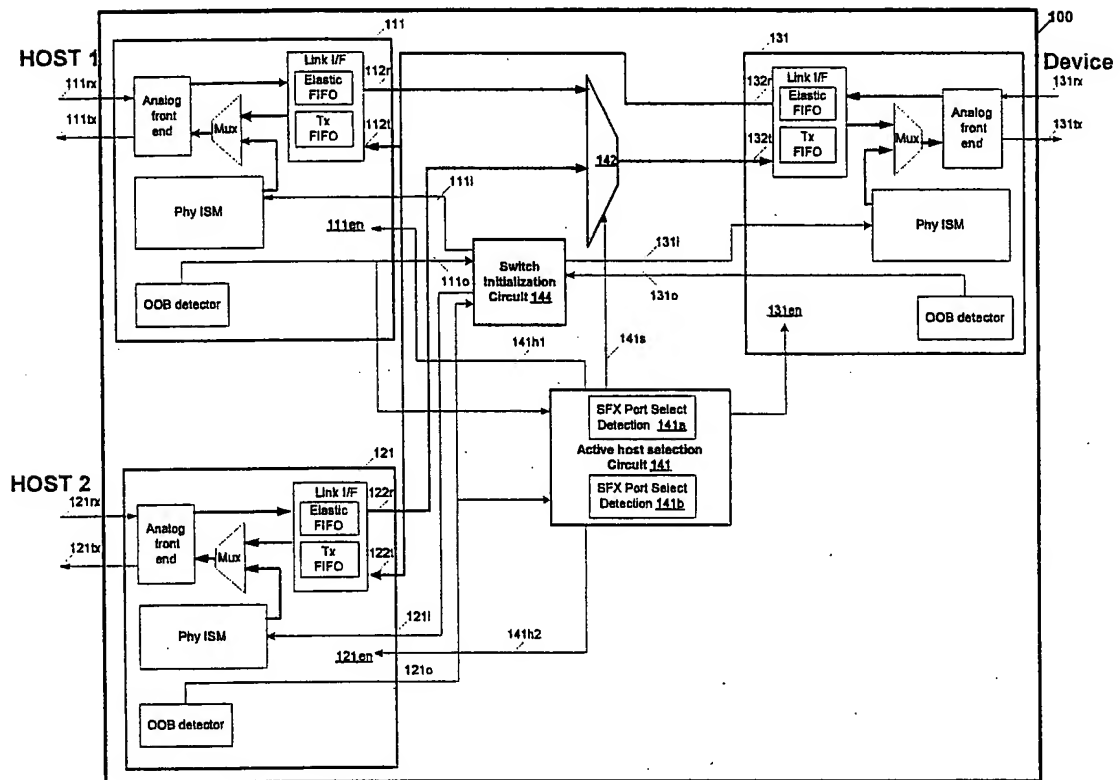 100
HOST 1
111
111rx
111tx
Analog
front
end
Mux
Link I/F
Elastic
FIFO
Tx
FIFO
112r
112t
Phy ISM
OOB detector
111i
111en
111o
142
Switch
Initialization
Circuit 144
131i
131o
141s
141h1
Device
131
132r
132t
Link I/F
Elastic
FIFO
Tx
FIFO
Mux
Analog
front
end
131rx
131tx
Phy ISM
OOB detector
131en
SFX Port Select
Detection 141a
Active host selection
Circuit 141
SFX Port Select
Detection 141b
HOST 2
121
121rx
121tx
Analog
front
end
Mux
Link I/F
Elastic
FIFO
Tx
FIFO
122r
122t
Phy ISM
OOB detector
121i
121en
121o
141h2